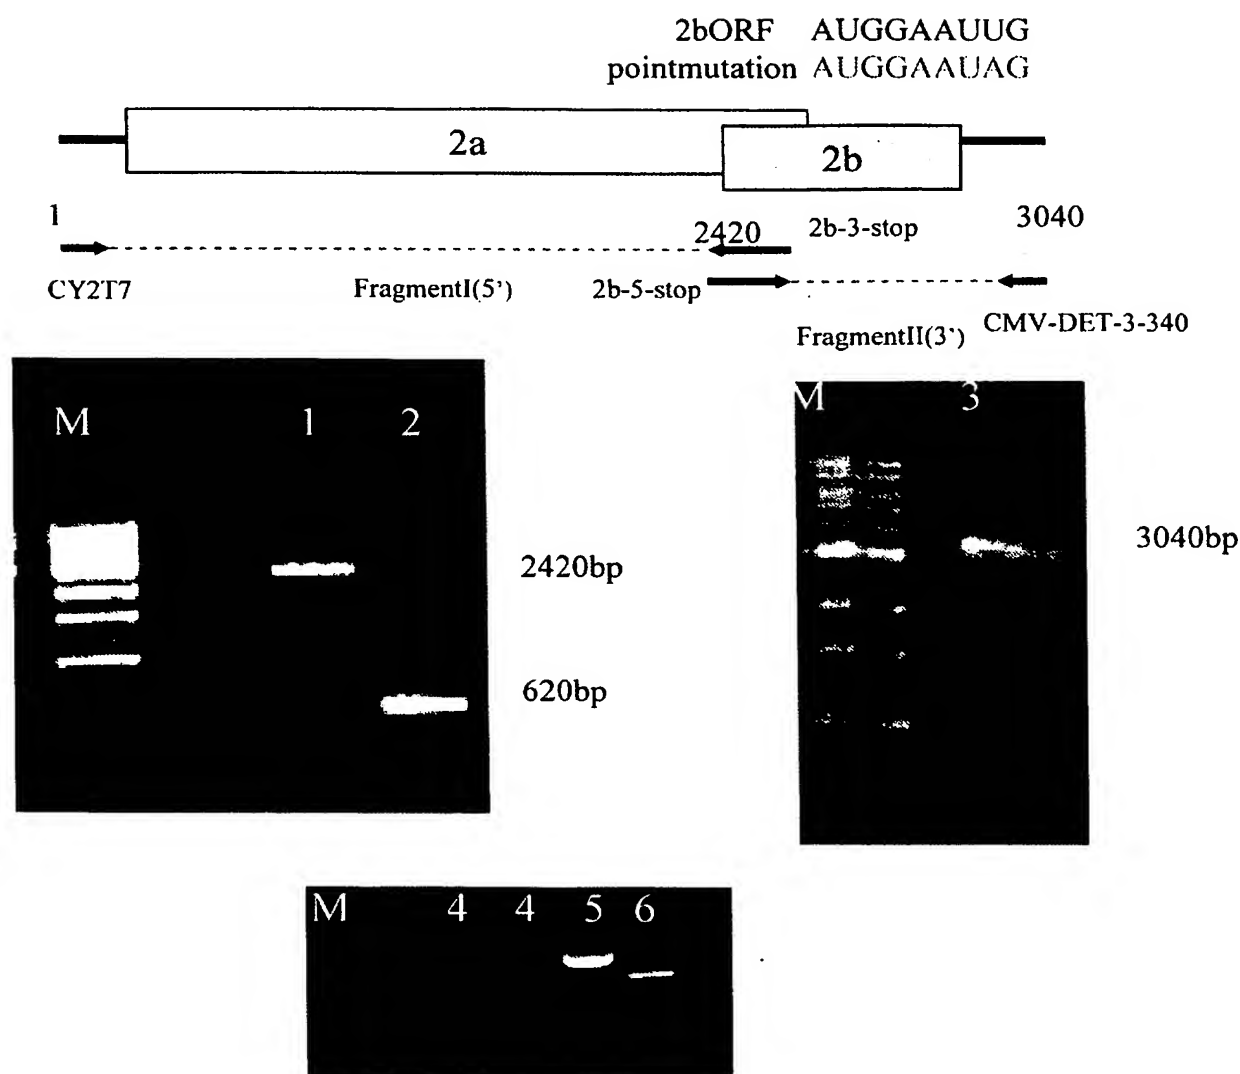 2bORF AUGGAAUUG
pointmutation AUGGAAUAG
2a
2b
1
2420
2b-3-stop
3040
CY2T7
FragmentI(5')
2b-5-stop
FragmentII(3')
CMV-DET-3-340
M 1 2
M 3
2420bp
3040bp
620bp
M 4 4 5 6